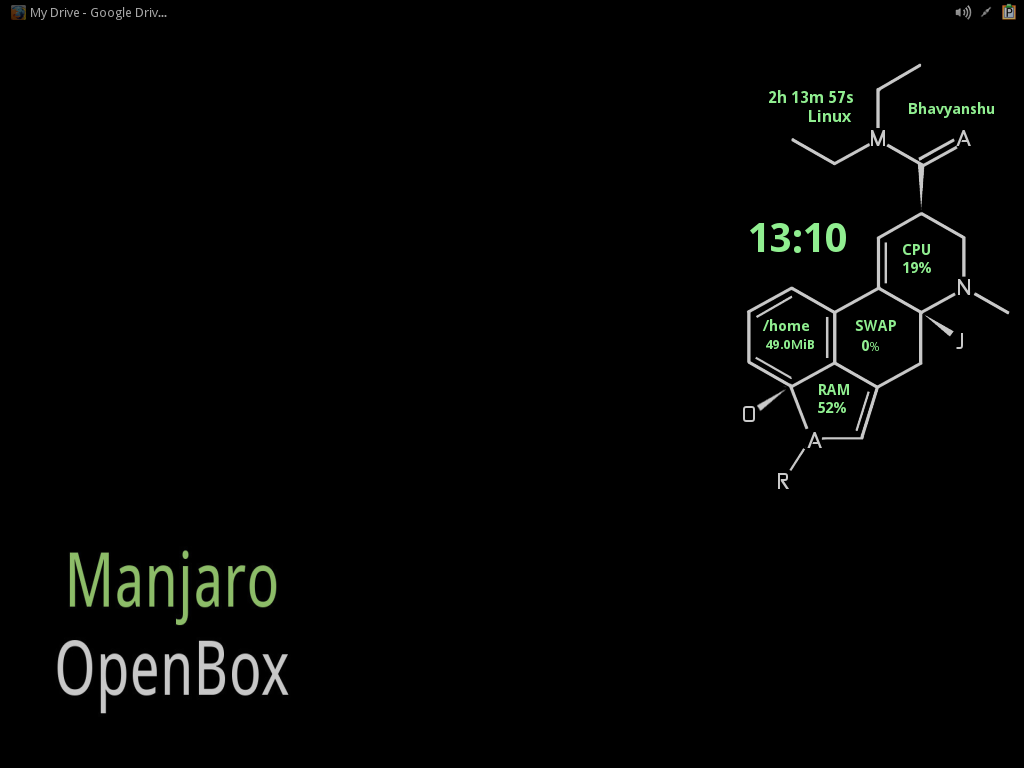 My Drive - Google Driv...
2h 13m 57s
Linux
Bhavyanshu
M
A
13:10
CPU
19%
N
/home
49.0MiB
SWAP
0%
J
RAM
52%
O
A
R
Manjaro
OpenBox